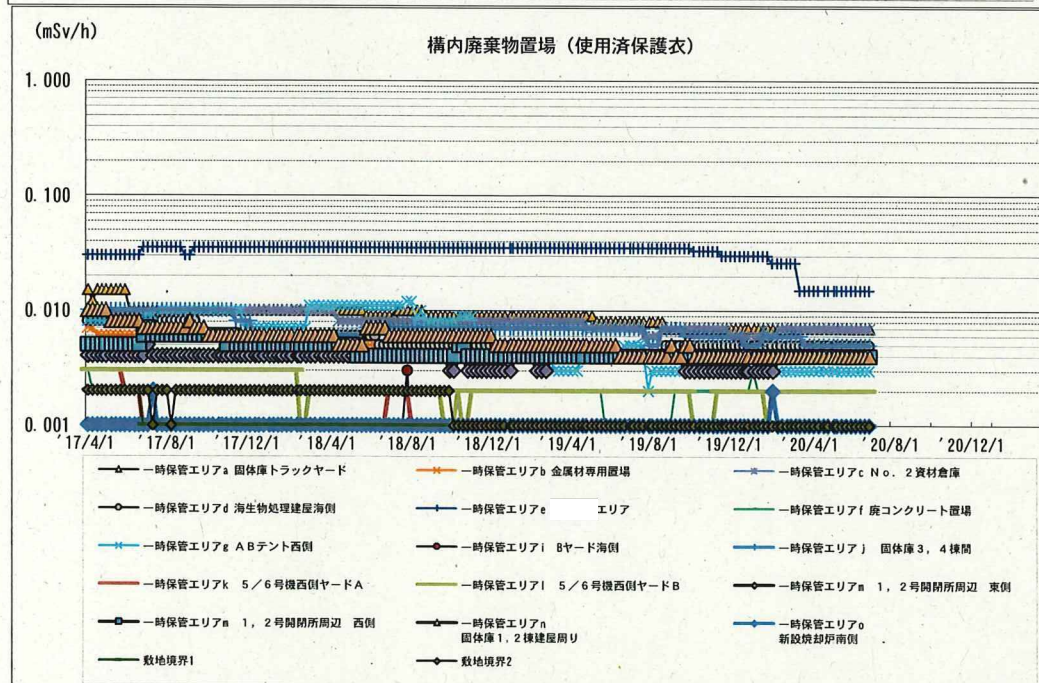 (mSv/h)
構内廃棄物置場（使用済保護衣）
1.000
0.100
0.010
0.001
'17/4/1 '17/8/1 '17/12/1 '18/4/1 '18/8/1 '18/12/1 '19/4/1 '19/8/1 '19/12/1 '20/4/1 '20/8/1 '20/12/1
一時保管エリアa 固体庫トラックヤード 一時保管エリアb 金属材専用置場 一時保管エリアc No．2資材倉庫
一時保管エリアd 海生物処理建屋海側 一時保管エリアe エリア 一時保管エリアf 廃コンクリート置場
一時保管エリアg ABテント西側 一時保管エリアi Bヤード海側 一時保管エリアj 固体庫3，4棟間
一時保管エリアk 5／6号機西側ヤードA 一時保管エリアl 5／6号機西側ヤードB 一時保管エリアm 1，2号開閉所周辺 東側
一時保管エリアm 1，2号開閉所周辺 西側 一時保管エリアn 一時保管エリアo
固体庫1，2棟建屋周り 新設焼却炉南側
敷地境界1 敷地境界2